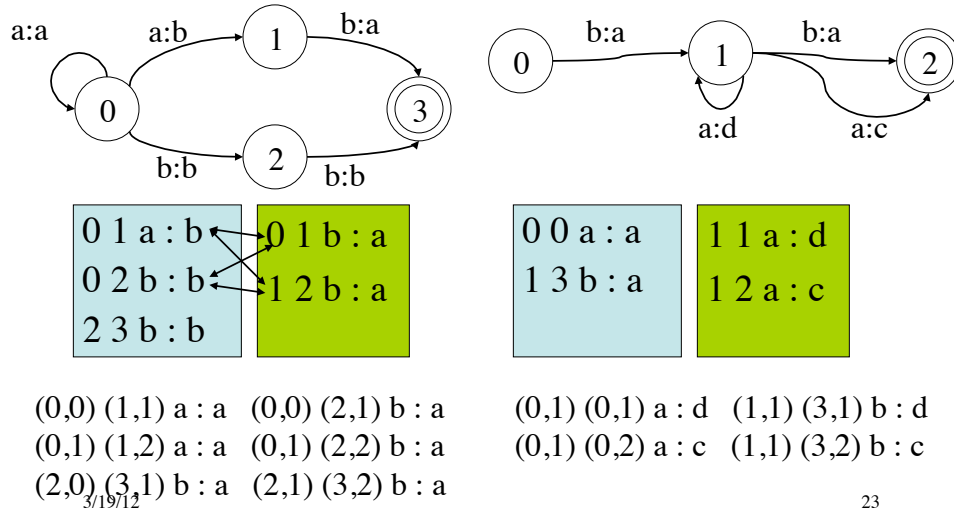 a:a
a:b
1
b:a
0
3
b:b
2
b:b
0
b:a
1
b:a
2
a:d
a:c
0 1 a : b
0 2 b : b
2 3 b : b
0 1 b : a
1 2 b : a
0 0 a : a
1 3 b : a
1 1 a : d
1 2 a : c
(0,0) (1,1) a : a (0,0) (2,1) b : a
(0,1) (1,2) a : a (0,1) (2,2) b : a
(2,0) (3,1) b : a (2,1) (3,2) b : a
(0,1) (0,1) a : d (1,1) (3,1) b : d
(0,1) (0,2) a : c (1,1) (3,2) b : c
3/19/12
23